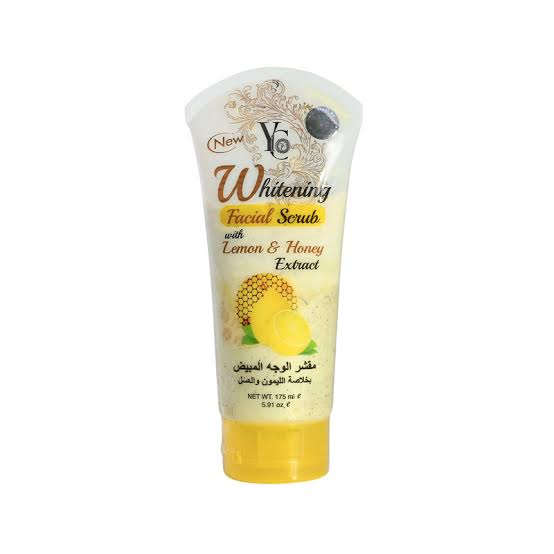 New
YC
Whitening
Facial Scrub
with
Lemon & Honey
Extract
مقشر الوجه المبيض
بخلاصة الليمون والعسل
NET WT. 175 ml e
5.91 oz. e